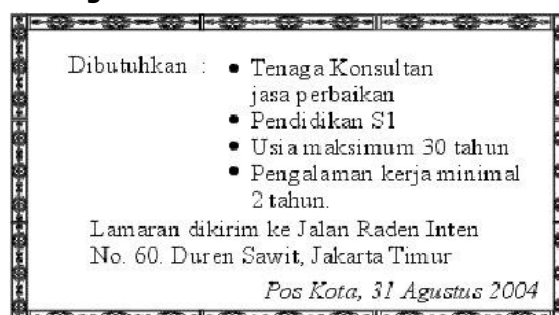 Dibutuhkan : • Tenaga Konsultan
jasa perbaikan
• Pendidikan S1
• Usia maksimum 30 tahun
• Pengalaman kerja minimal
2 tahun.
Lamaran dikirim ke Jalan Raden Inten
No. 60. Duren Sawit, Jakarta Timur
Pos Kota, 31 Agustus 2004